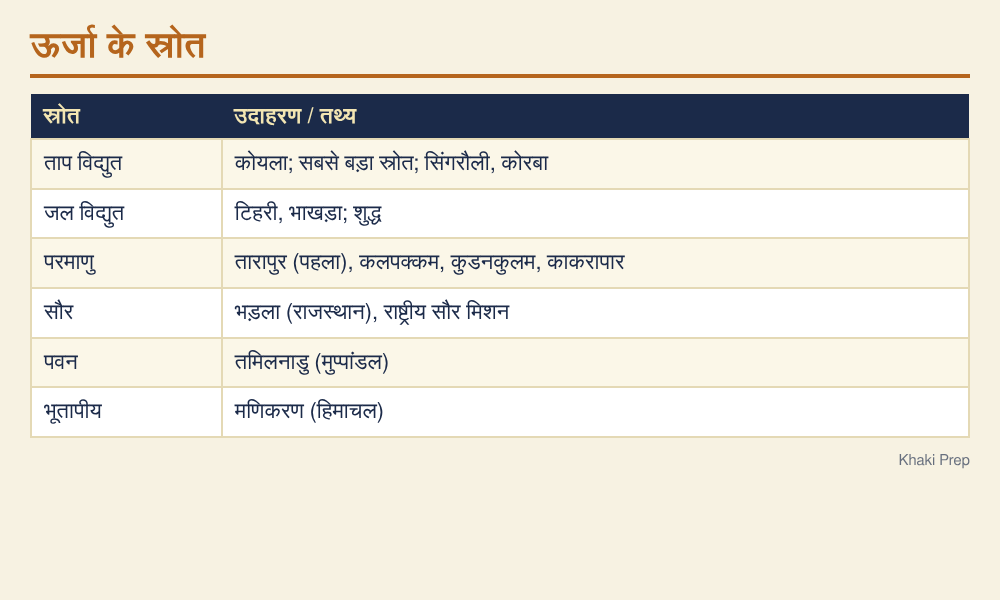 ऊर्जा के स्रोत
स्रोत उदाहरण / तथ्य
ताप विद्युत कोयला; सबसे बड़ा स्रोत; सिंगरौली, कोरबा
जल विद्युत टिहरी, भाखड़ा; शुद्ध
परमाणु तारापुर (पहला), कलपक्कम, कुडनकुलम, काकरापार
सौर भड़ला (राजस्थान), राष्ट्रीय सौर मिशन
पवन तमिलनाडु (मुप्पांडल)
भूतापीय मणिकरण (हिमाचल)
Khaki Prep